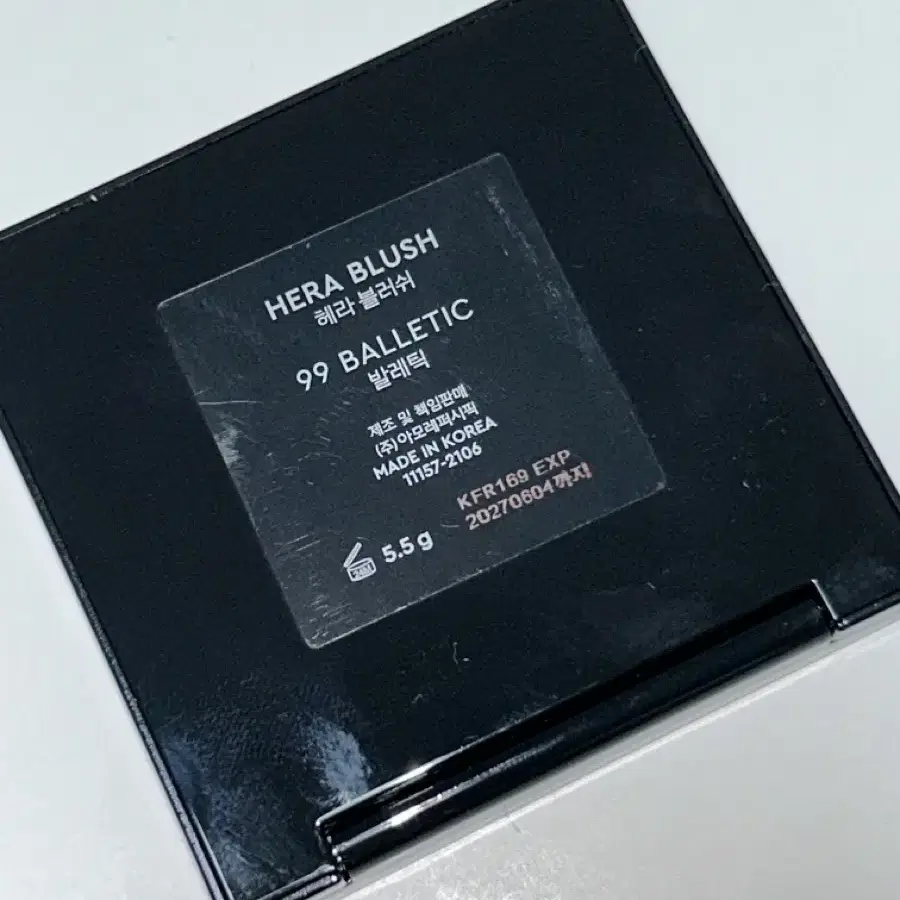 HERA BLUSH
헤라 블러쉬
99 BALLETIC
발레틱
제조 및 책임판매
(주)아모레퍼시픽
MADE IN KOREA
11157-2106
KFR169 EXP
20270604까지
24M
5.5 g